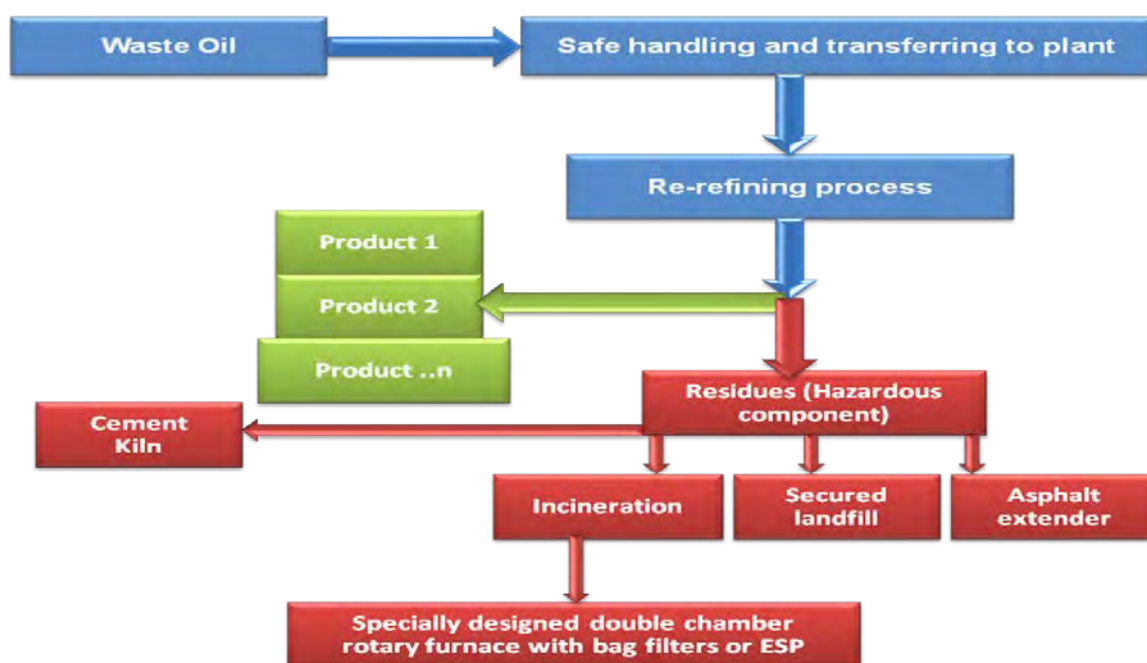 Waste Oil
Safe handling and transferring to plant
Re-refining process
Product 1
Product 2
Product ..n
Residues (Hazardous
component)
Cement
Kiln
Incineration
Secured
landfill
Asphalt
extender
Specially designed double chamber
rotary furnace with bag filters or ESP